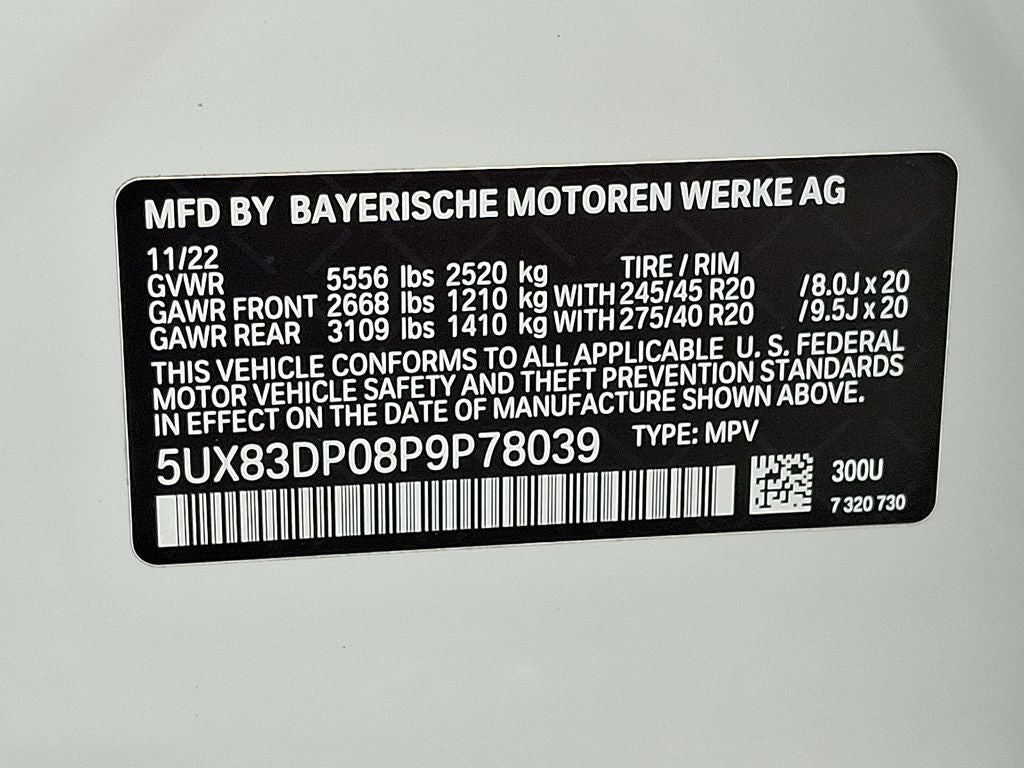 MFD BY BAYERISCHE MOTOREN WERKE AG
11/22
GVWR 5556 lbs 2520 kg TIRE / RIM
GAWR FRONT 2668 lbs 1210 kg WITH 245/45 R20 /8.0J x 20
GAWR REAR 3109 lbs 1410 kg WITH 275/40 R20 /9.5J x 20
THIS VEHICLE CONFORMS TO ALL APPLICABLE U. S. FEDERAL
MOTOR VEHICLE SAFETY AND THEFT PREVENTION STANDARDS
IN EFFECT ON THE DATE OF MANUFACTURE SHOWN ABOVE.
5UX83DP08P9P78039 TYPE: MPV
300U
7 320 730